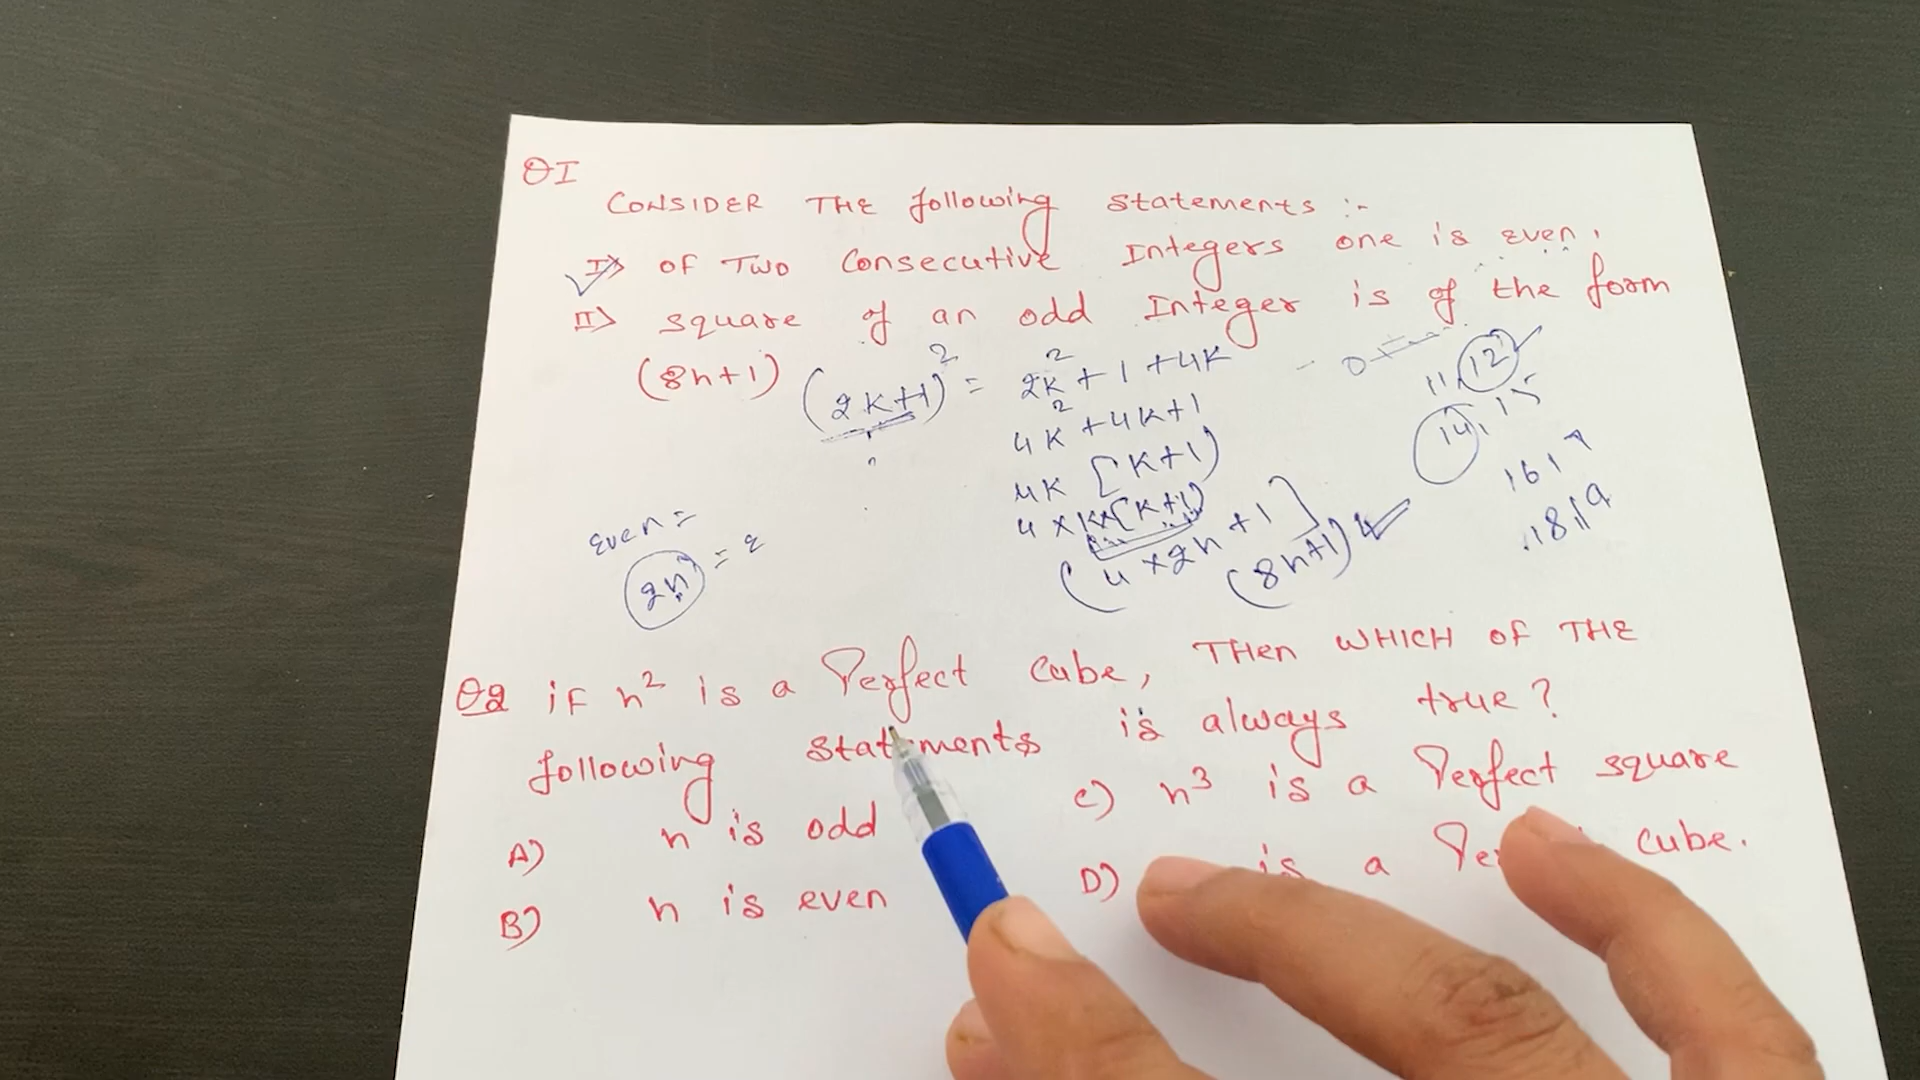 QI
CONSIDER THE following statements :-
I) OF TWO Consecutive Integers one is even.
II) square of an odd Integer is of the form
(8n+1) (2K+1)² = 2K² + 1 + 4K
4K² + 4K + 1
4K [K+1)
4 × K×[K+1)
(4 × 2n + 1]
(8n+1)
11, 12
14, 15
16 17
18, 19
even =
2n = 2
Q2 iF n² is a Perfect cube, THEn WHICH OF THE
following statements is always true?
A) n is odd
B) n is even
C) n³ is a Perfect square
D) is a cube.